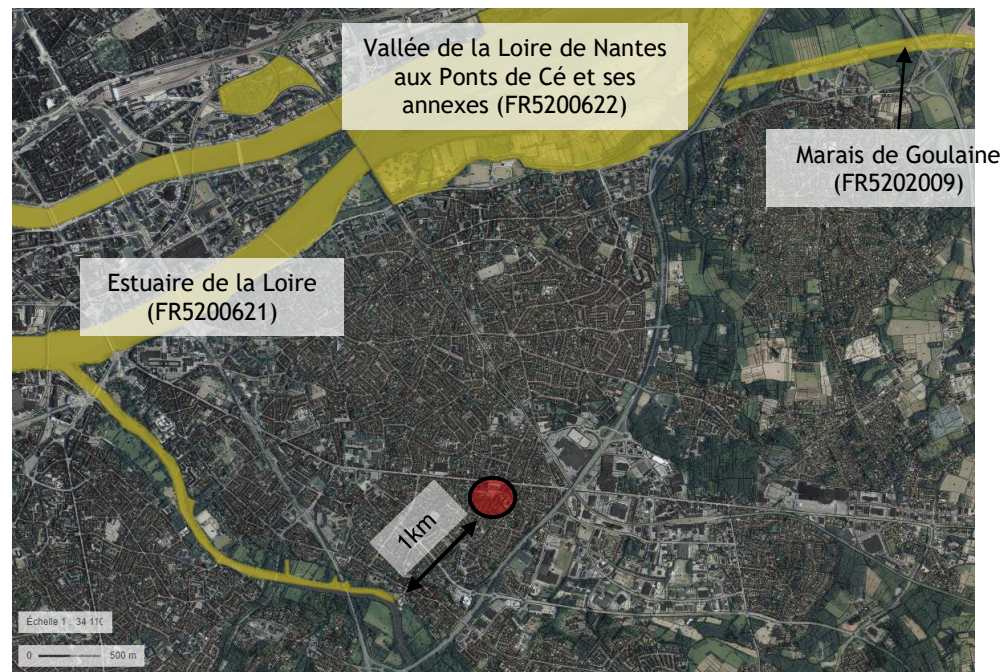 Vallée de la Loire de Nantes
aux Ponts de Cé et ses
annexes (FR5200622)
Marais de Goulaine
(FR5202009)
Estuaire de la Loire
(FR5200621)
1km
Échelle 1 : 34 110
0 500 m